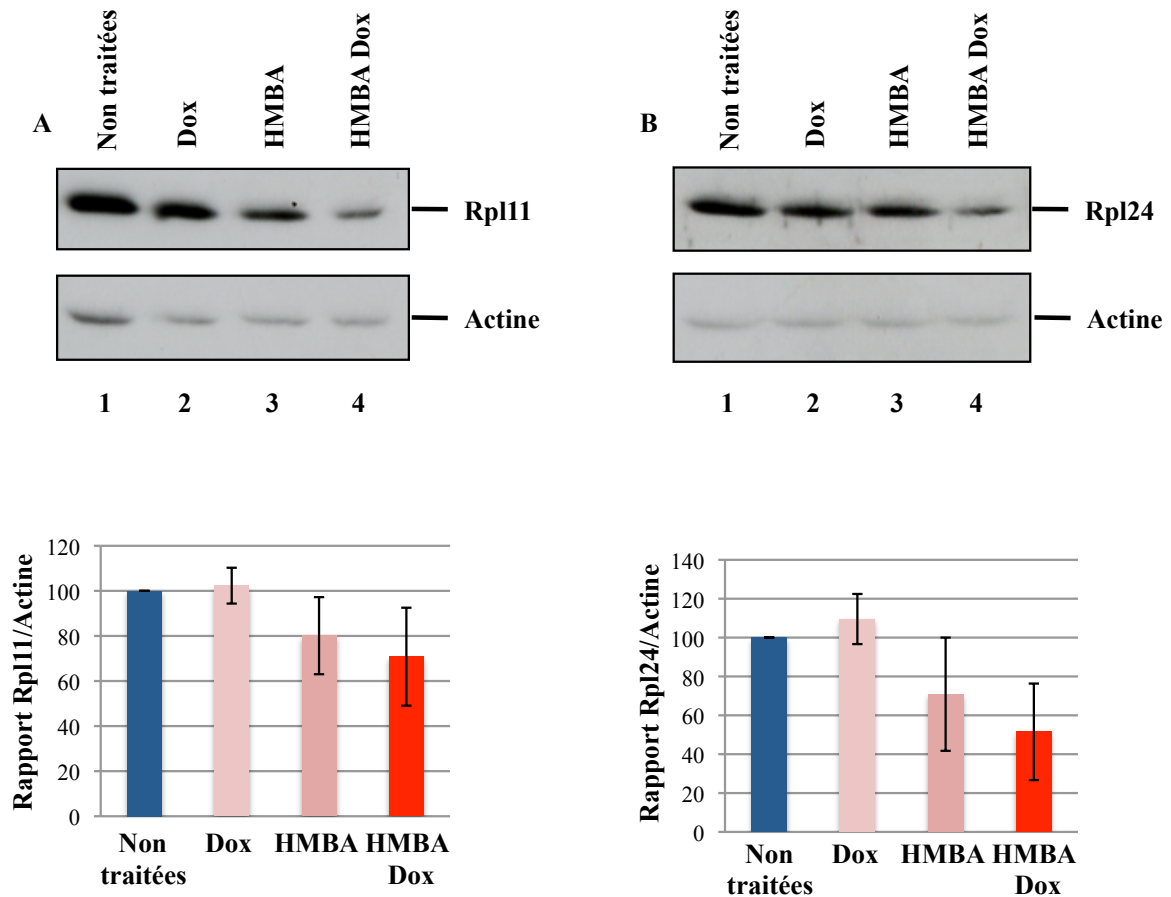 A
Non traitées
Dox
HMBA
HMBA Dox
Rpl11
Actine
1 2 3 4
B
Non traitées
Dox
HMBA
HMBA Dox
Rpl24
Actine
1 2 3 4
Rapport Rpl11/Actine
120
100
80
60
40
20
0
Non traitées
Dox
HMBA
HMBA Dox
Rapport Rpl24/Actine
140
120
100
80
60
40
20
0
Non traitées
Dox
HMBA
HMBA Dox